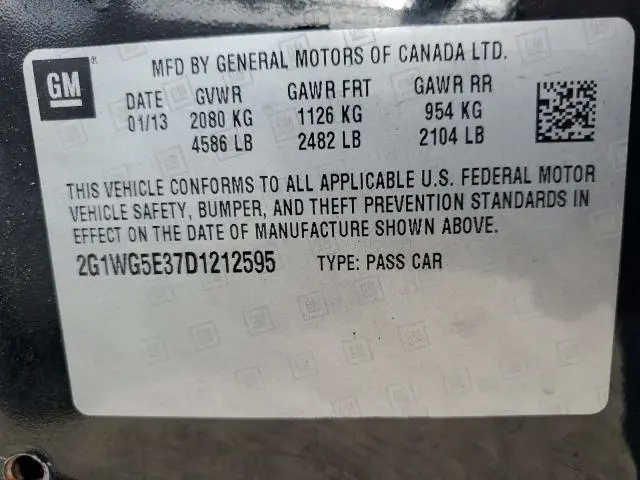 GM
®
MFD BY GENERAL MOTORS OF CANADA LTD.
DATE GVWR GAWR FRT GAWR RR
01/13 2080 KG 1126 KG 954 KG
4586 LB 2482 LB 2104 LB
THIS VEHICLE CONFORMS TO ALL APPLICABLE U.S. FEDERAL MOTOR
VEHICLE SAFETY, BUMPER, AND THEFT PREVENTION STANDARDS IN
EFFECT ON THE DATE OF MANUFACTURE SHOWN ABOVE.
2G1WG5E37D1212595 TYPE: PASS CAR